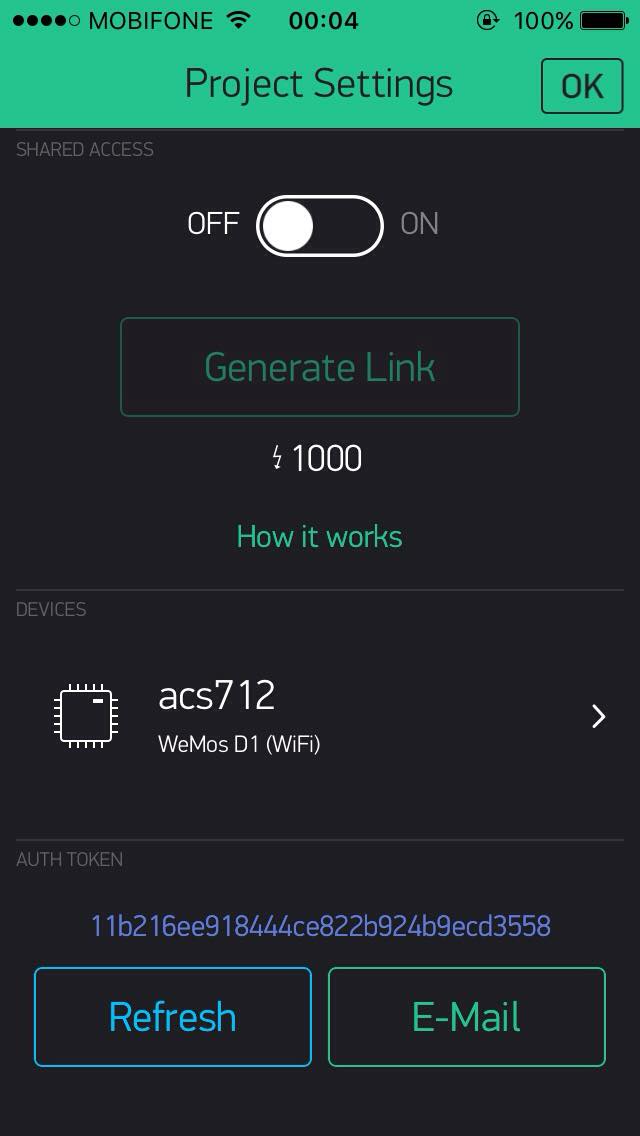 MOBIFONE 00:04 100%
Project Settings OK
SHARED ACCESS
OFF ON
Generate Link
1000
How it works
DEVICES
acs712
WeMos D1 (WiFi)
AUTH TOKEN
11b216ee918444ce822b924b9ecd3558
Refresh E-Mail